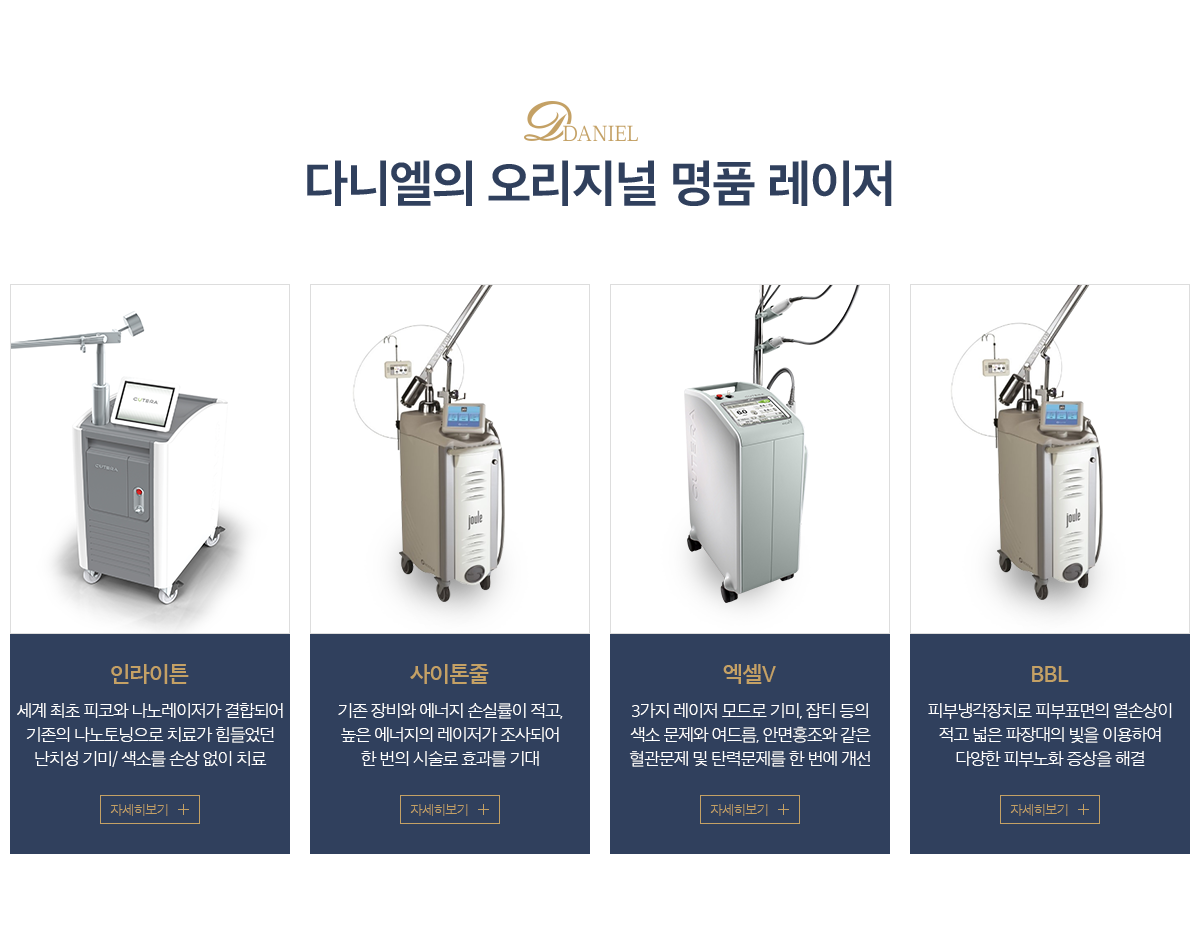 DDANIEL
다니엘의 오리지널 명품 레이저
CUTERA
CUTERA
joule
joule
인라이튼
세계 최초 피코와 나노레이저가 결합되어
기존의 나노토닝으로 치료가 힘들었던
난치성 기미/ 색소를 손상 없이 치료
자세히보기 +
사이톤줄
기존 장비와 에너지 손실률이 적고,
높은 에너지의 레이저가 조사되어
한 번의 시술로 효과를 기대
자세히보기 +
엑셀V
3가지 레이저 모드로 기미, 잡티 등의
색소 문제와 여드름, 안면홍조와 같은
혈관문제 및 탄력문제를 한 번에 개선
자세히보기 +
BBL
피부냉각장치로 피부표면의 열손상이
적고 넓은 파장대의 빛을 이용하여
다양한 피부노화 증상을 해결
자세히보기 +